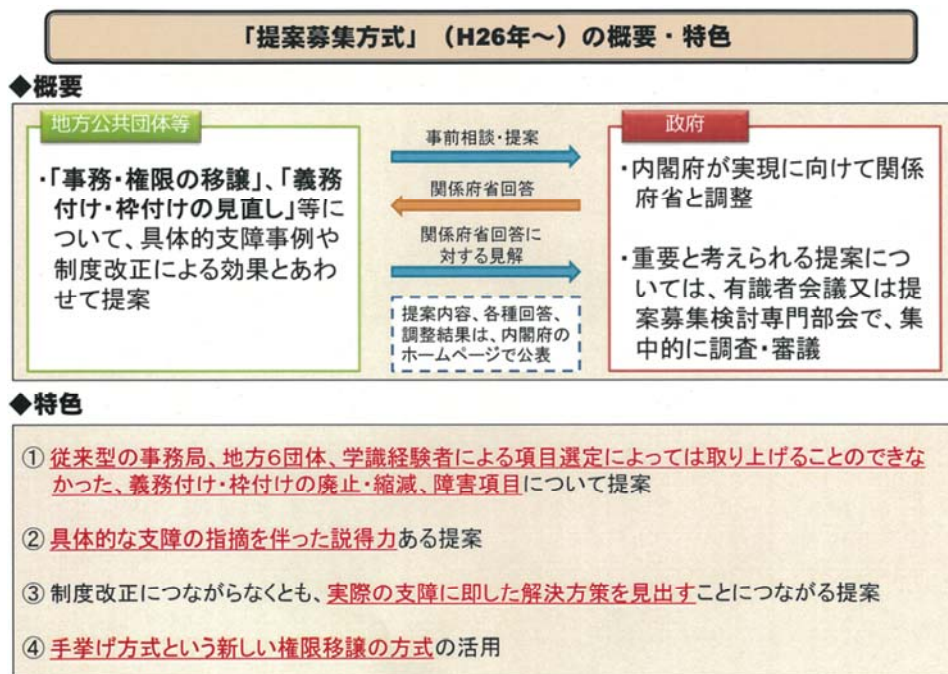 「提案募集方式」（H26年～）の概要・特色
◆概要
地方公共団体等
・「事務・権限の移譲」、「義務
付け・枠付けの見直し」等に
ついて、具体的支障事例や
制度改正による効果とあわ
せて提案
事前相談・提案
関係府省回答
関係府省回答に
対する見解
提案内容、各種回答、
調整結果は、内閣府の
ホームページで公表
政府
・内閣府が実現に向けて関係
府省と調整
・重要と考えられる提案につ
いては、有識者会議又は提
案募集検討専門部会で、集
中的に調査・審議
◆特色
① 従来型の事務局、地方６団体、学識経験者による項目選定によっては取り上げることのできな
かった、義務付け・枠付けの廃止・縮減、障害項目について提案
② 具体的な支障の指摘を伴った説得力ある提案
③ 制度改正につながらなくとも、実際の支障に即した解決方策を見出すことにつながる提案
④ 手挙げ方式という新しい権限移譲の方式の活用